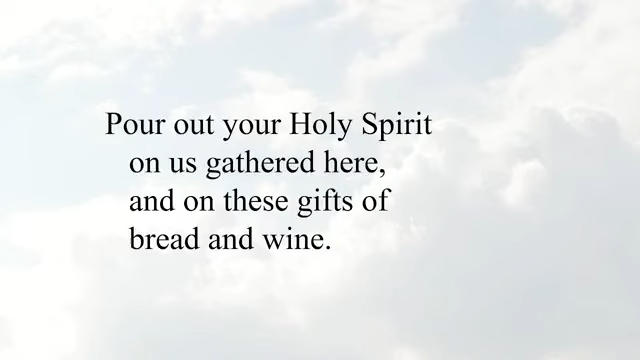 Pour out your Holy Spirit
on us gathered here,
and on these gifts of
bread and wine.